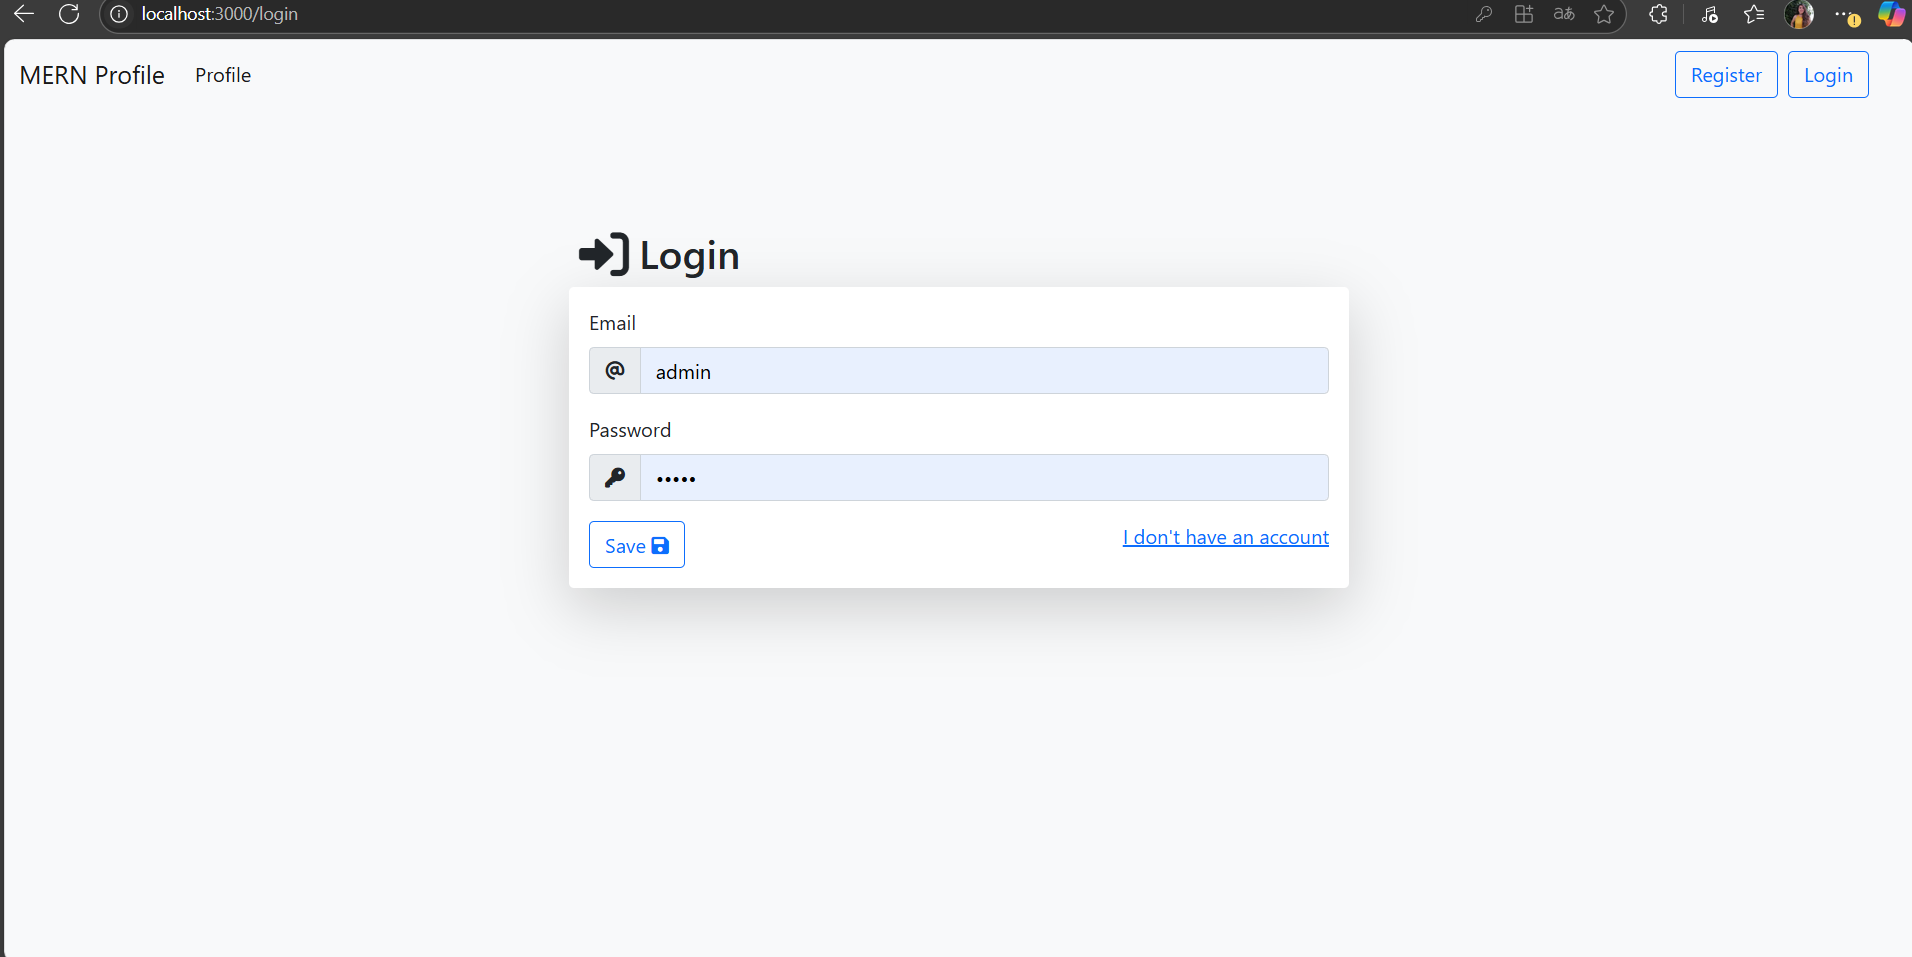 localhost:3000/login
MERN Profile Profile Register Login
Login
Email
@ admin
Password
•••••
Save I don't have an account